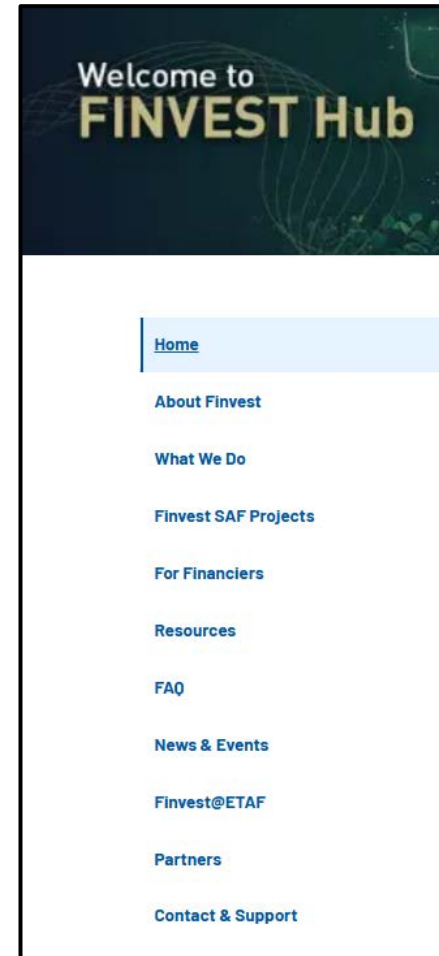 Welcome to
FINVEST Hub
Home
About Finvest
What We Do
Finvest SAF Projects
For Financiers
Resources
FAQ
News & Events
Finvest@ETAF
Partners
Contact & Support